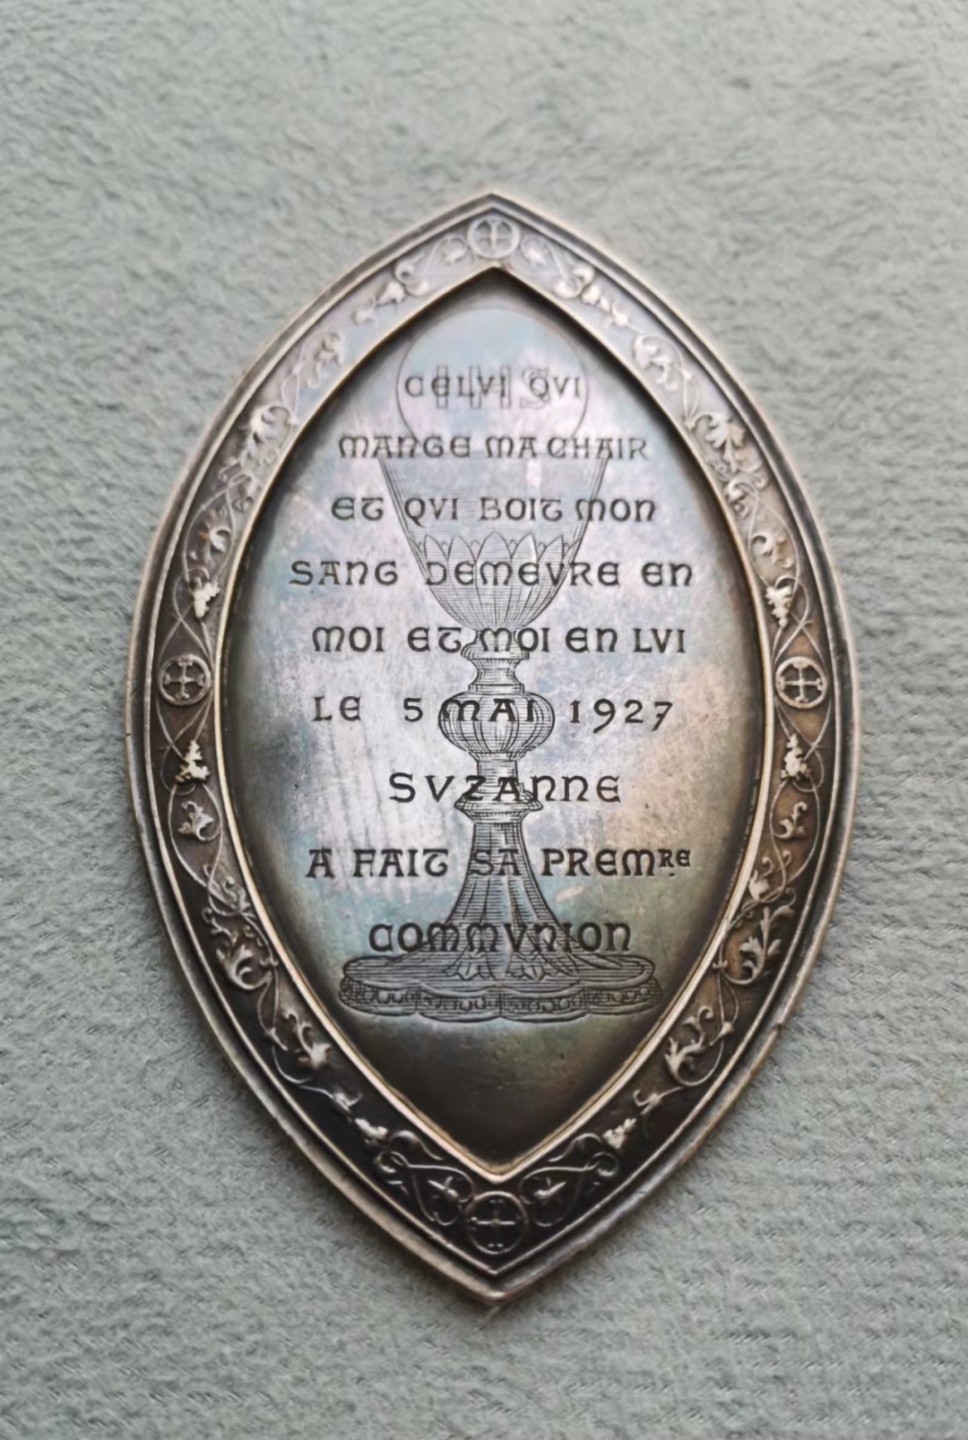 IHS
CELVI QVI
MANGE MA CHAIR
ET QVI BOIT MON
SANG DEMEVRE EN
MOI ET MOI EN LVI
LE 5 MAI 1927
SVZANNE
A FAIT SA PREMRE
COMMVNION